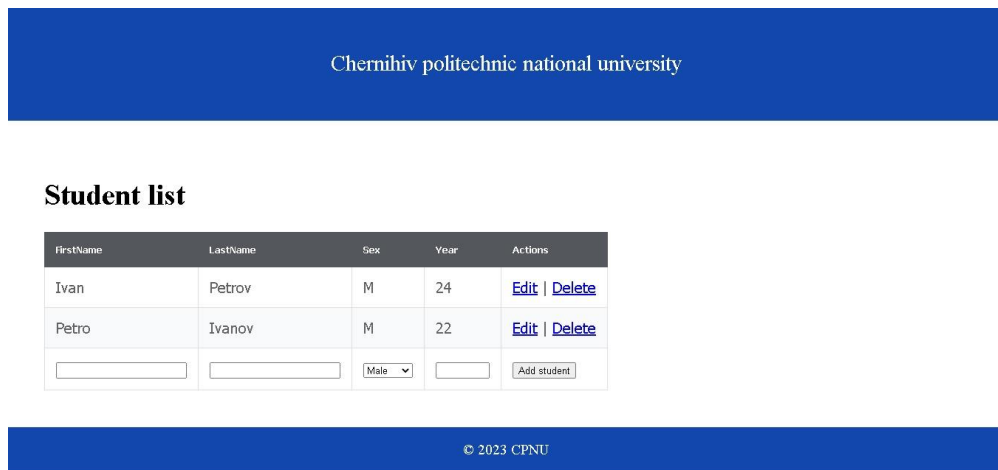 Chernihiv politechnic national university
Student list
FirstName LastName Sex Year Actions
Ivan Petrov M 24 Edit | Delete
Petro Ivanov M 22 Edit | Delete
Male Add student
© 2023 CPNU